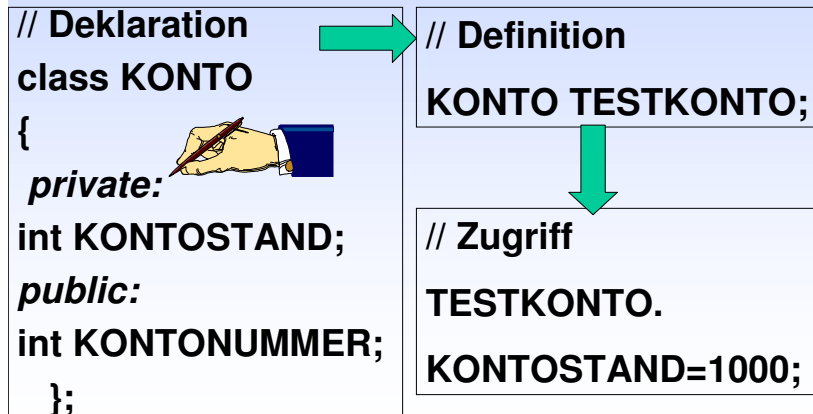 // Deklaration
class KONTO
{
private:
int KONTOSTAND;
public:
int KONTONUMMER;
};
// Definition
KONTO TESTKONTO;
// Zugriff
TESTKONTO.
KONTOSTAND=1000;